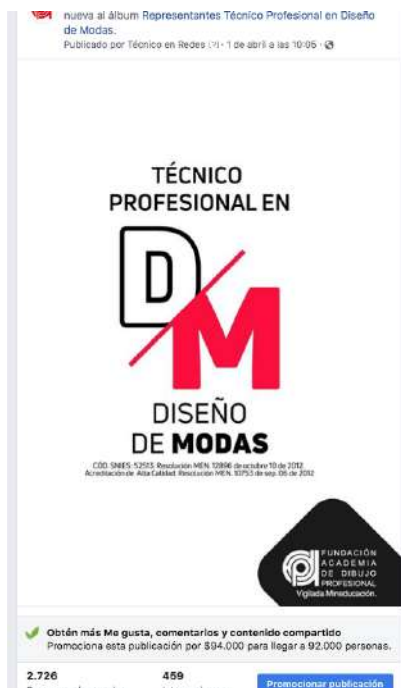 nueva al álbum Representantes Técnico Profesional en Diseño
de Modas.
Publicado por Técnico en Redes [?] · 1 de abril a las 10:05 ·
TÉCNICO
PROFESIONAL EN
D
M
DISEÑO
DE MODAS
CÓD. SNIES: 52513. Resolución MEN. 12896 de octubre 10 de 2012
Acreditación de Alta Calidad. Resolución MEN. 10753 de sep. 06 de 2012
FUNDACIÓN
ACADEMIA
DE DIBUJO
PROFESIONAL
Vigilada Mineducación.
Obtén más Me gusta, comentarios y contenido compartido
Promociona esta publicación por $94.000 para llegar a 92.000 personas.
2.726
459
Promocionar publicación